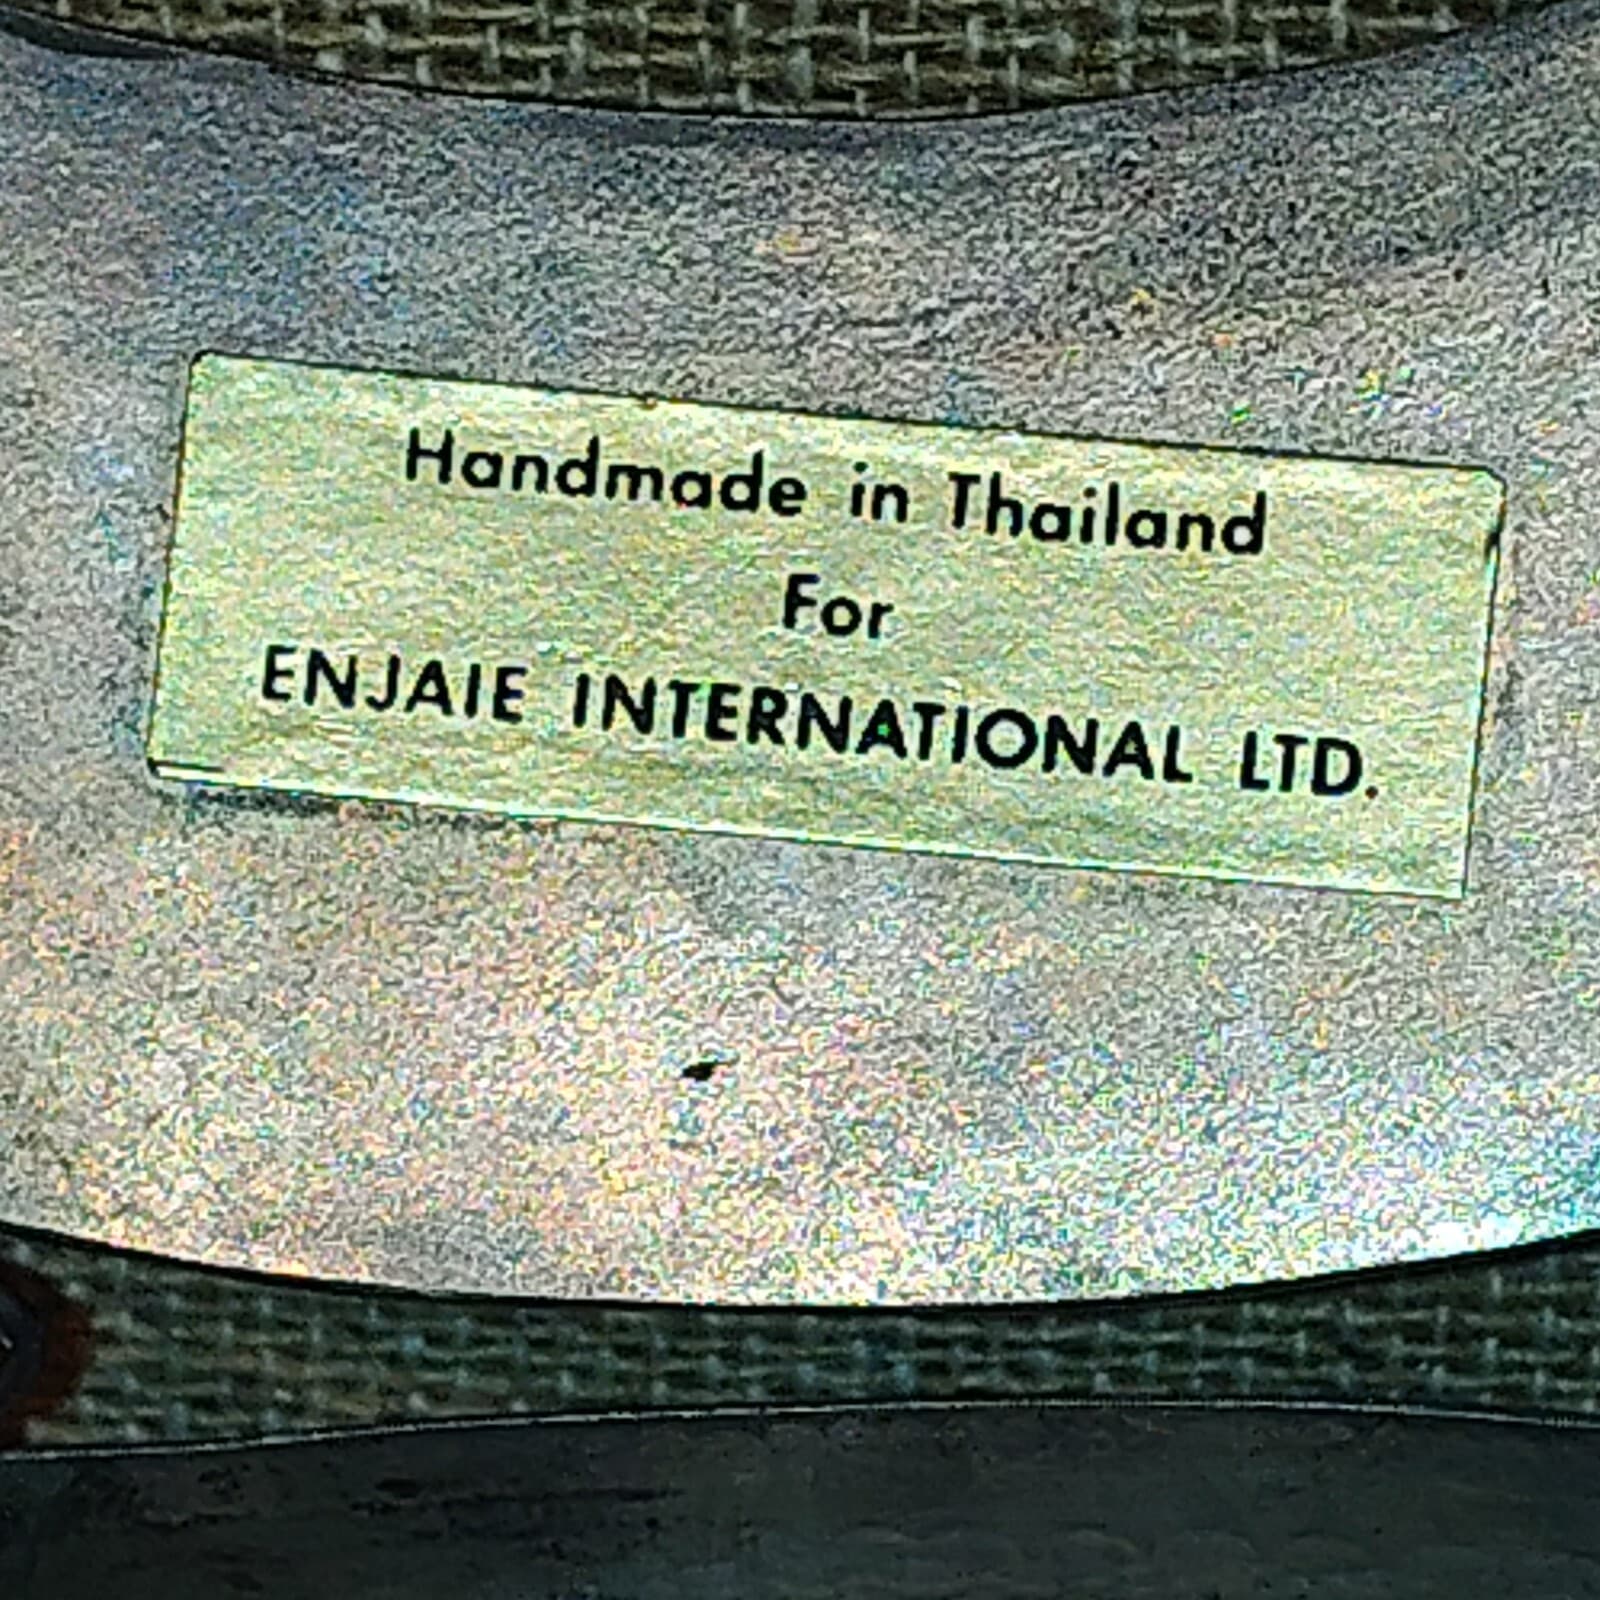 Handmade in Thailand
For
ENJAIE INTERNATIONAL LTD.